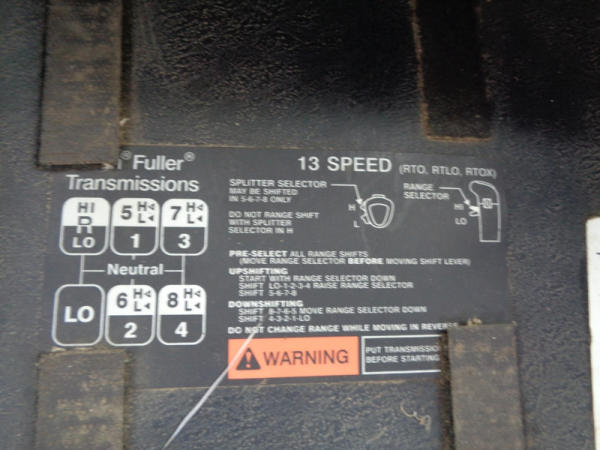 Fuller®
Transmissions
HI
R
LO
5 H
L
1
7 H
L
3
Neutral
LO
6 H
L
2
8 H
L
4
13 SPEED (RTO, RTLO, RTOX)
SPLITTER SELECTOR
MAY BE SHIFTED
IN 5-6-7-8 ONLY
DO NOT RANGE SHIFT
WITH SPLITTER
SELECTOR IN H
H
L
RANGE
SELECTOR
HI
LO
PRE-SELECT ALL RANGE SHIFTS
(MOVE RANGE SELECTOR BEFORE MOVING SHIFT LEVER)
UPSHIFTING
START WITH RANGE SELECTOR DOWN
SHIFT LO-1-2-3-4 RAISE RANGE SELECTOR
SHIFT 5-6-7-8
DOWNSHIFTING
SHIFT 8-7-6-5 MOVE RANGE SELECTOR DOWN
SHIFT 4-3-2-1-LO
DO NOT CHANGE RANGE WHILE MOVING IN REVERSE
WARNING
PUT TRANSMISSIO
BEFORE STARTING